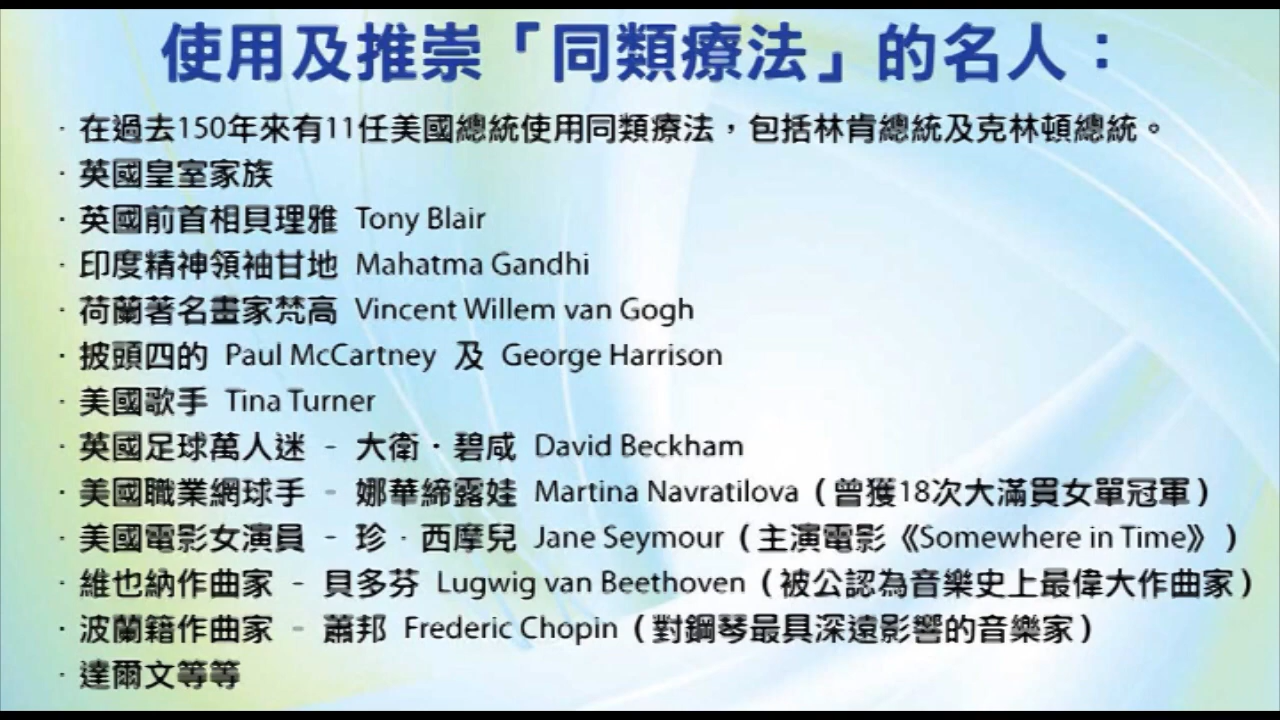 使用及推崇「同類療法」的名人：
· 在過去150年來有11任美國總統使用同類療法，包括林肯總統及克林頓總統。
· 英國皇室家族
· 英國前首相貝理雅 Tony Blair
· 印度精神領袖甘地 Mahatma Gandhi
· 荷蘭著名畫家梵高 Vincent Willem van Gogh
· 披頭四的 Paul McCartney 及 George Harrison
· 美國歌手 Tina Turner
· 英國足球萬人迷 - 大衛·碧咸 David Beckham
· 美國職業網球手 - 娜華締露娃 Martina Navratilova（曾獲18次大滿貫女單冠軍）
· 美國電影女演員 - 珍·西摩兒 Jane Seymour（主演電影《Somewhere in Time》）
· 維也納作曲家 - 貝多芬 Lugwig van Beethoven（被公認為音樂史上最偉大作曲家）
· 波蘭籍作曲家 - 蕭邦 Frederic Chopin（對鋼琴最具深遠影響的音樂家）
· 達爾文等等